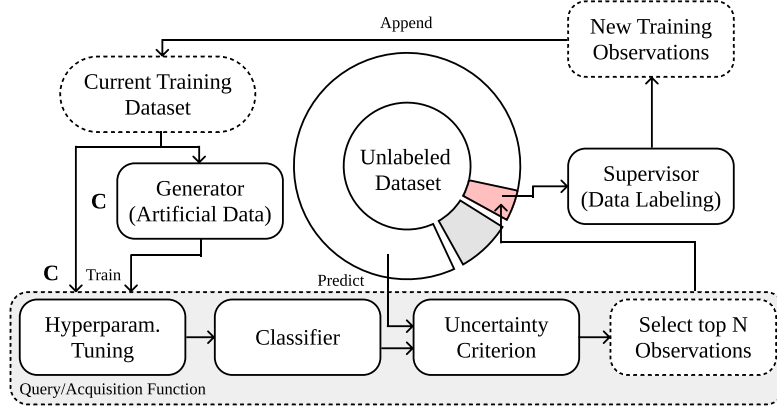 Append
New Training
Observations
Current Training
Dataset
Unlabeled
Dataset
Generator
(Artificial Data)
C
Supervisor
(Data Labeling)
C
Train
Predict
Hyperparam.
Tuning
Classifier
Uncertainty
Criterion
Select top N
Observations
Query/Acquisition Function